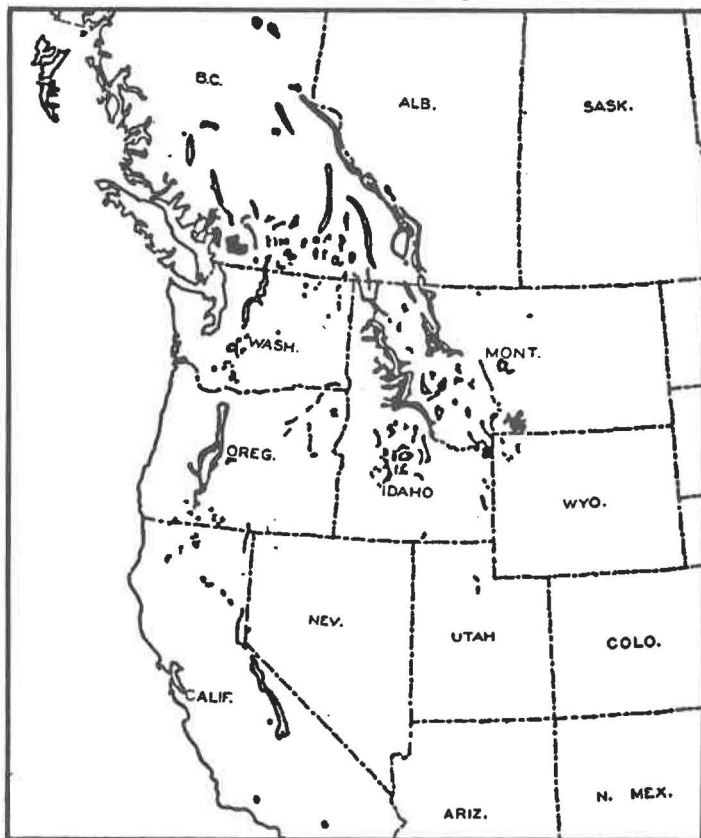 B.C.
ALB.
SASK.
WASH.
MONT.
OREG.
IDAHO
WYO.
NEV.
UTAH
COLO.
CALIF.
ARIZ.
N. MEX.